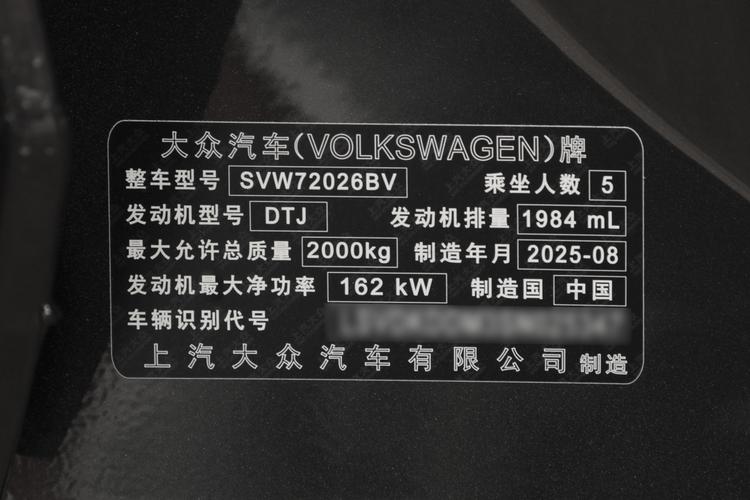 大众汽车(VOLKSWAGEN)牌
整车型号 SVW72026BV 乘坐人数 5
发动机型号 DTJ 发动机排量 1984 mL
最大允许总质量 2000kg 制造年月 2025-08
发动机最大净功率 162 kW 制造国 中国
车辆识别代号
上汽大众汽车有限公司 制造